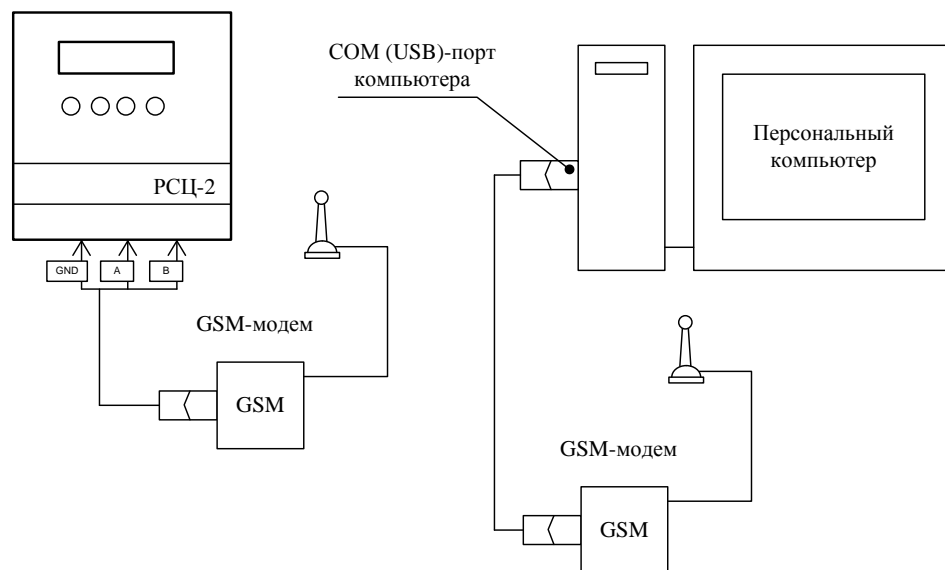 COM (USB)-порт
компьютера
Персональный
компьютер
РСЦ-2
GND
A
B
GSM-модем
GSM
GSM-модем
GSM